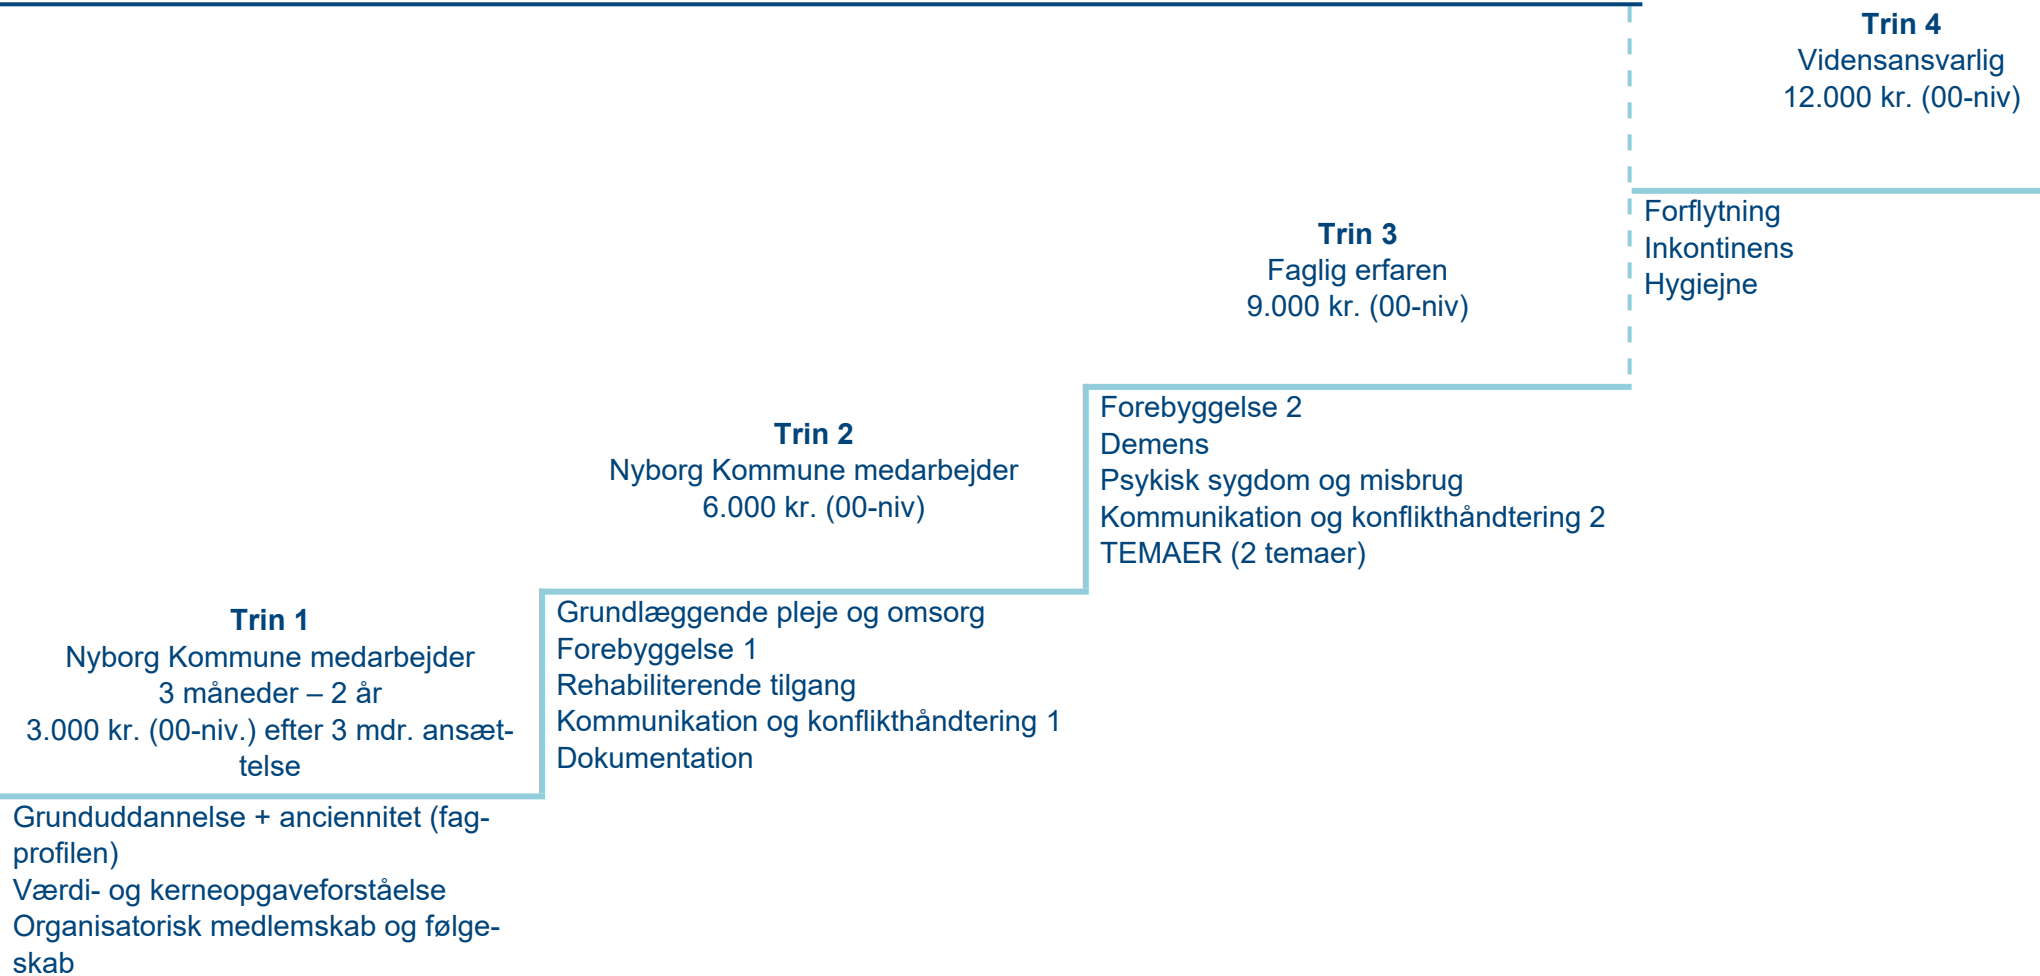 Trin 1
Nyborg Kommune medarbejder
3 måneder – 2 år
3.000 kr. (00-niv.) efter 3 mdr. ansæt-
telse
Grunduddannelse + anciennitet (fag-
profilen)
Værdi- og kerneopgaveforståelse
Organisatorisk medlemskab og følge-
skab
Trin 2
Nyborg Kommune medarbejder
6.000 kr. (00-niv)
Grundlæggende pleje og omsorg
Forebyggelse 1
Rehabiliterende tilgang
Kommunikation og konflikthåndtering 1
Dokumentation
Trin 3
Faglig erfaren
9.000 kr. (00-niv)
Forebyggelse 2
Demens
Psykisk sygdom og misbrug
Kommunikation og konflikthåndtering 2
TEMAER (2 temaer)
Trin 4
Vidensansvarlig
12.000 kr. (00-niv)
Forflytning
Inkontinens
Hygiejne